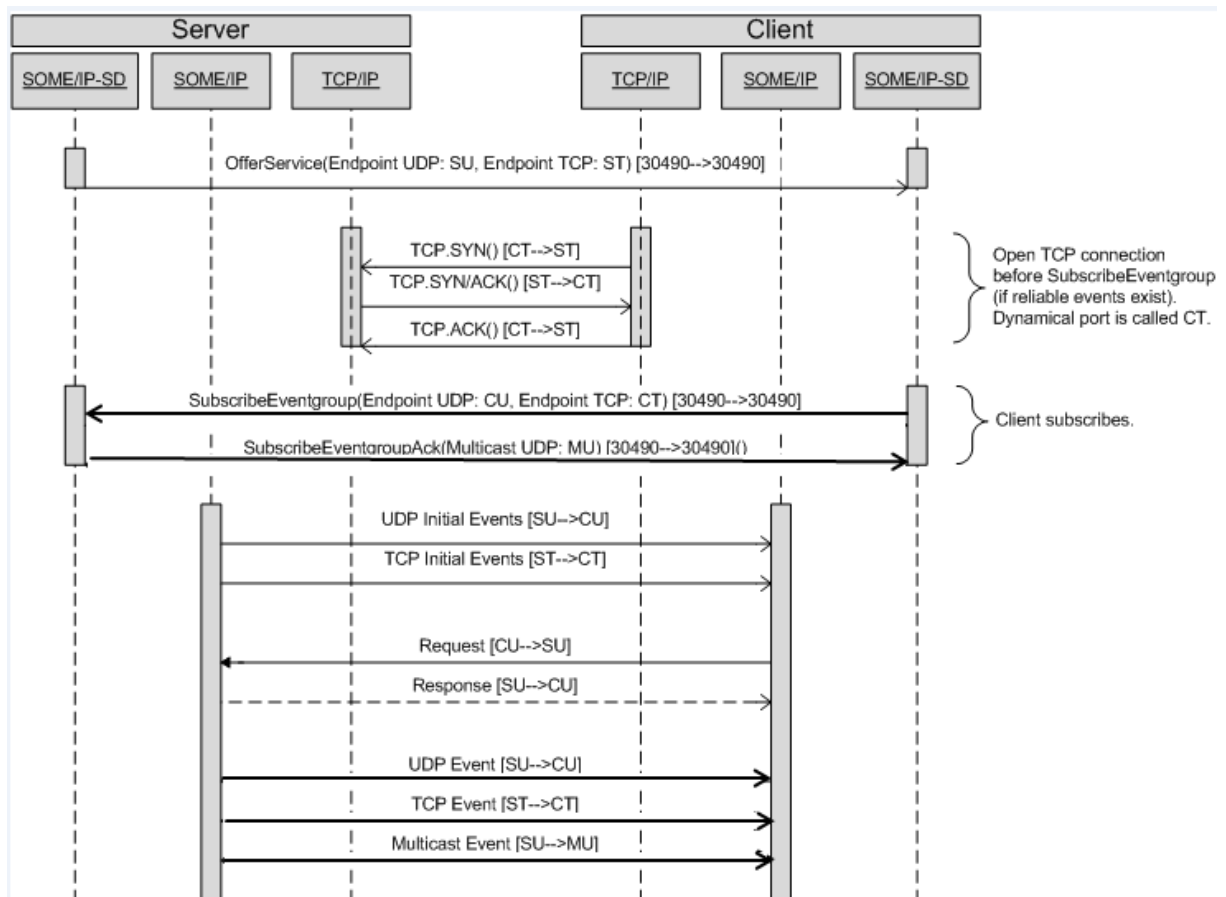 Server
Client
SOME/IP-SD
SOME/IP
TCP/IP
TCP/IP
SOME/IP
SOME/IP-SD
OfferService(Endpoint UDP: SU, Endpoint TCP: ST) [30490-->30490]
TCP.SYN() [CT-->ST]
TCP.SYN/ACK() [ST-->CT]
TCP.ACK() [CT-->ST]
Open TCP connection
before SubscribeEventgroup
(if reliable events exist).
Dynamical port is called CT.
SubscribeEventgroup(Endpoint UDP: CU, Endpoint TCP: CT) [30490-->30490]
SubscribeEventgroupAck(Multicast UDP: MU) [30490-->30490]()
Client subscribes.
UDP Initial Events [SU-->CU]
TCP Initial Events [ST-->CT]
Request [CU-->SU]
Response [SU-->CU]
UDP Event [SU-->CU]
TCP Event [ST-->CT]
Multicast Event [SU-->MU]